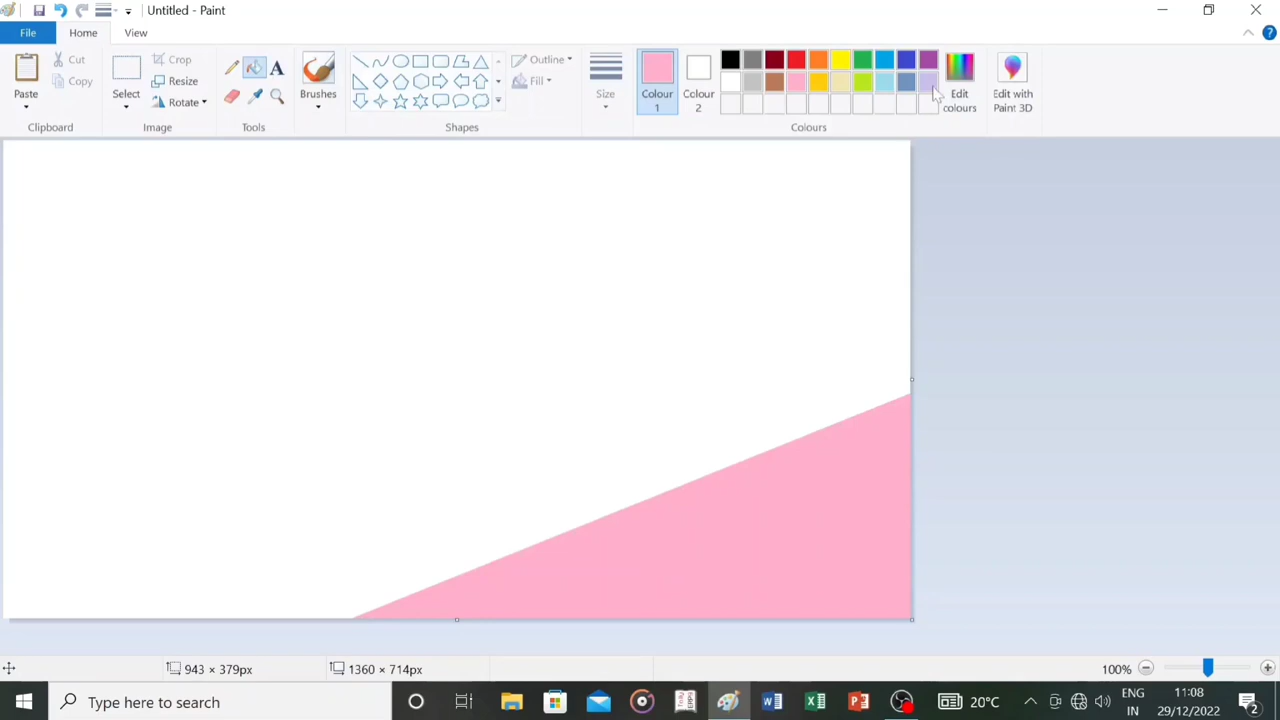 Untitled - Paint
File
Home
View
Paste
Cut
Copy
Clipboard
Select
Crop
Resize
Rotate
Image
A
Tools
Brushes
Outline
Fill
Shapes
Size
Colour
1
Colour
2
Edit
colours
Colours
Edit with
Paint 3D
943 × 379px
1360 × 714px
100%
Type here to search
20°C
ENG
IN
11:08
29/12/2022
2